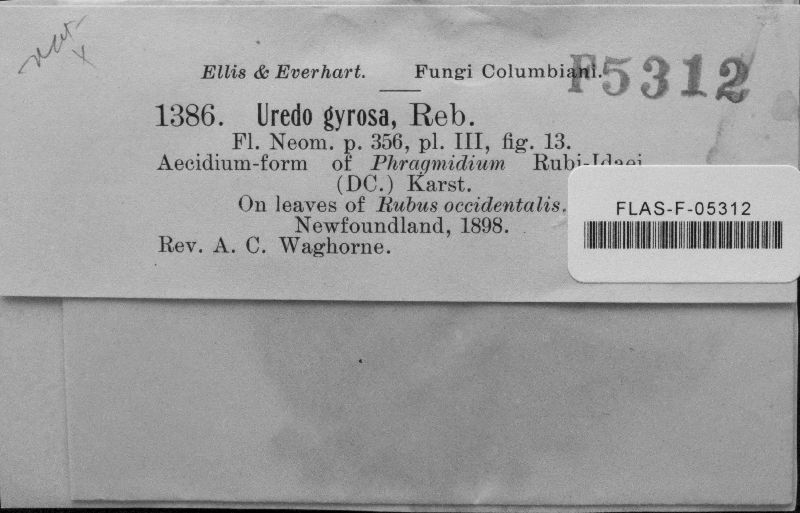 Ellis & Everhart. Fungi Columbiani.
F5312
1386. Uredo gyrosa, Reb.
Fl. Neom. p. 356, pl. III, fig. 13.
Aecidium-form of Phragmidium Rubi-Idaei
(DC.) Karst.
On leaves of Rubus occidentalis.
Newfoundland, 1898.
Rev. A. C. Waghorne.
FLAS-F-05312